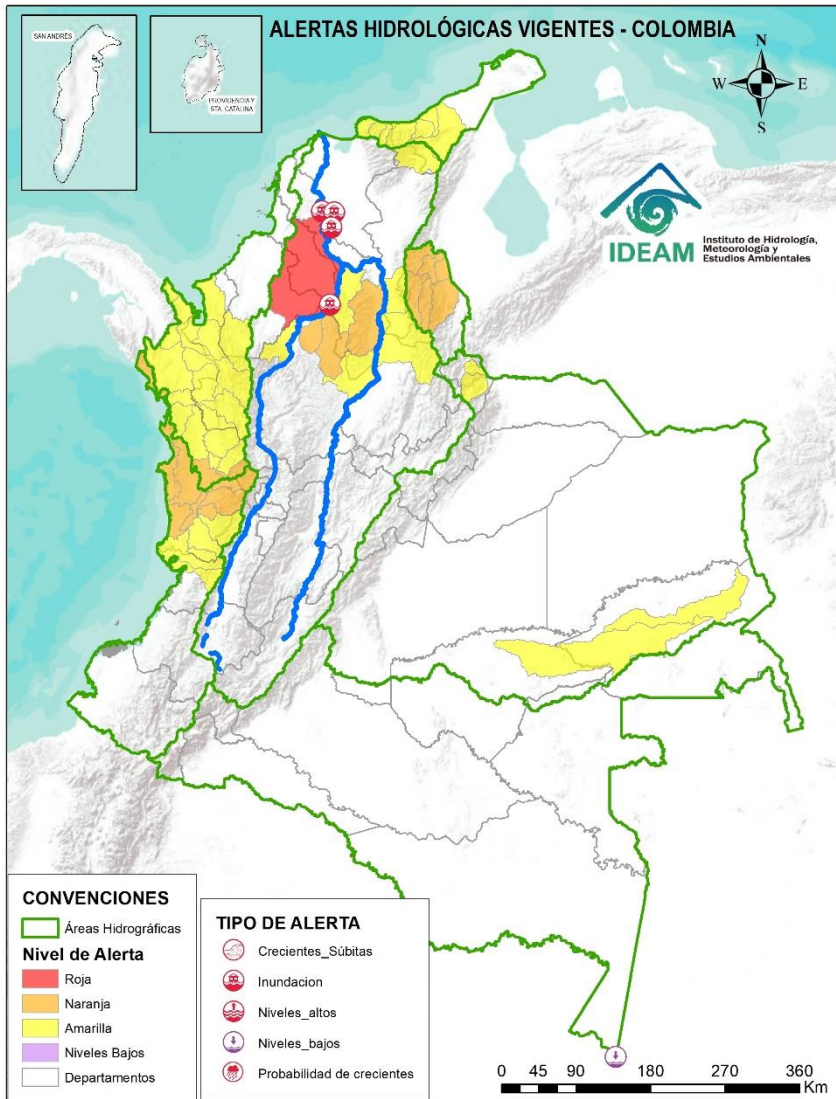 ALERTAS HIDROLÓGICAS VIGENTES - COLOMBIA
SAN ANDRÉS
PROVIDENCIA Y
STA. CATALINA
N
W
E
S
IDEAM
Instituto de Hidrología,
Meteorología y
Estudios Ambientales
CONVENCIONES
Áreas Hidrográficas
Nivel de Alerta
Roja
Naranja
Amarilla
Niveles Bajos
Departamentos
TIPO DE ALERTA
Crecientes_Súbitas
Inundacion
Niveles_altos
Niveles_bajos
Probabilidad de crecientes
0 45 90 180 270 360
Km